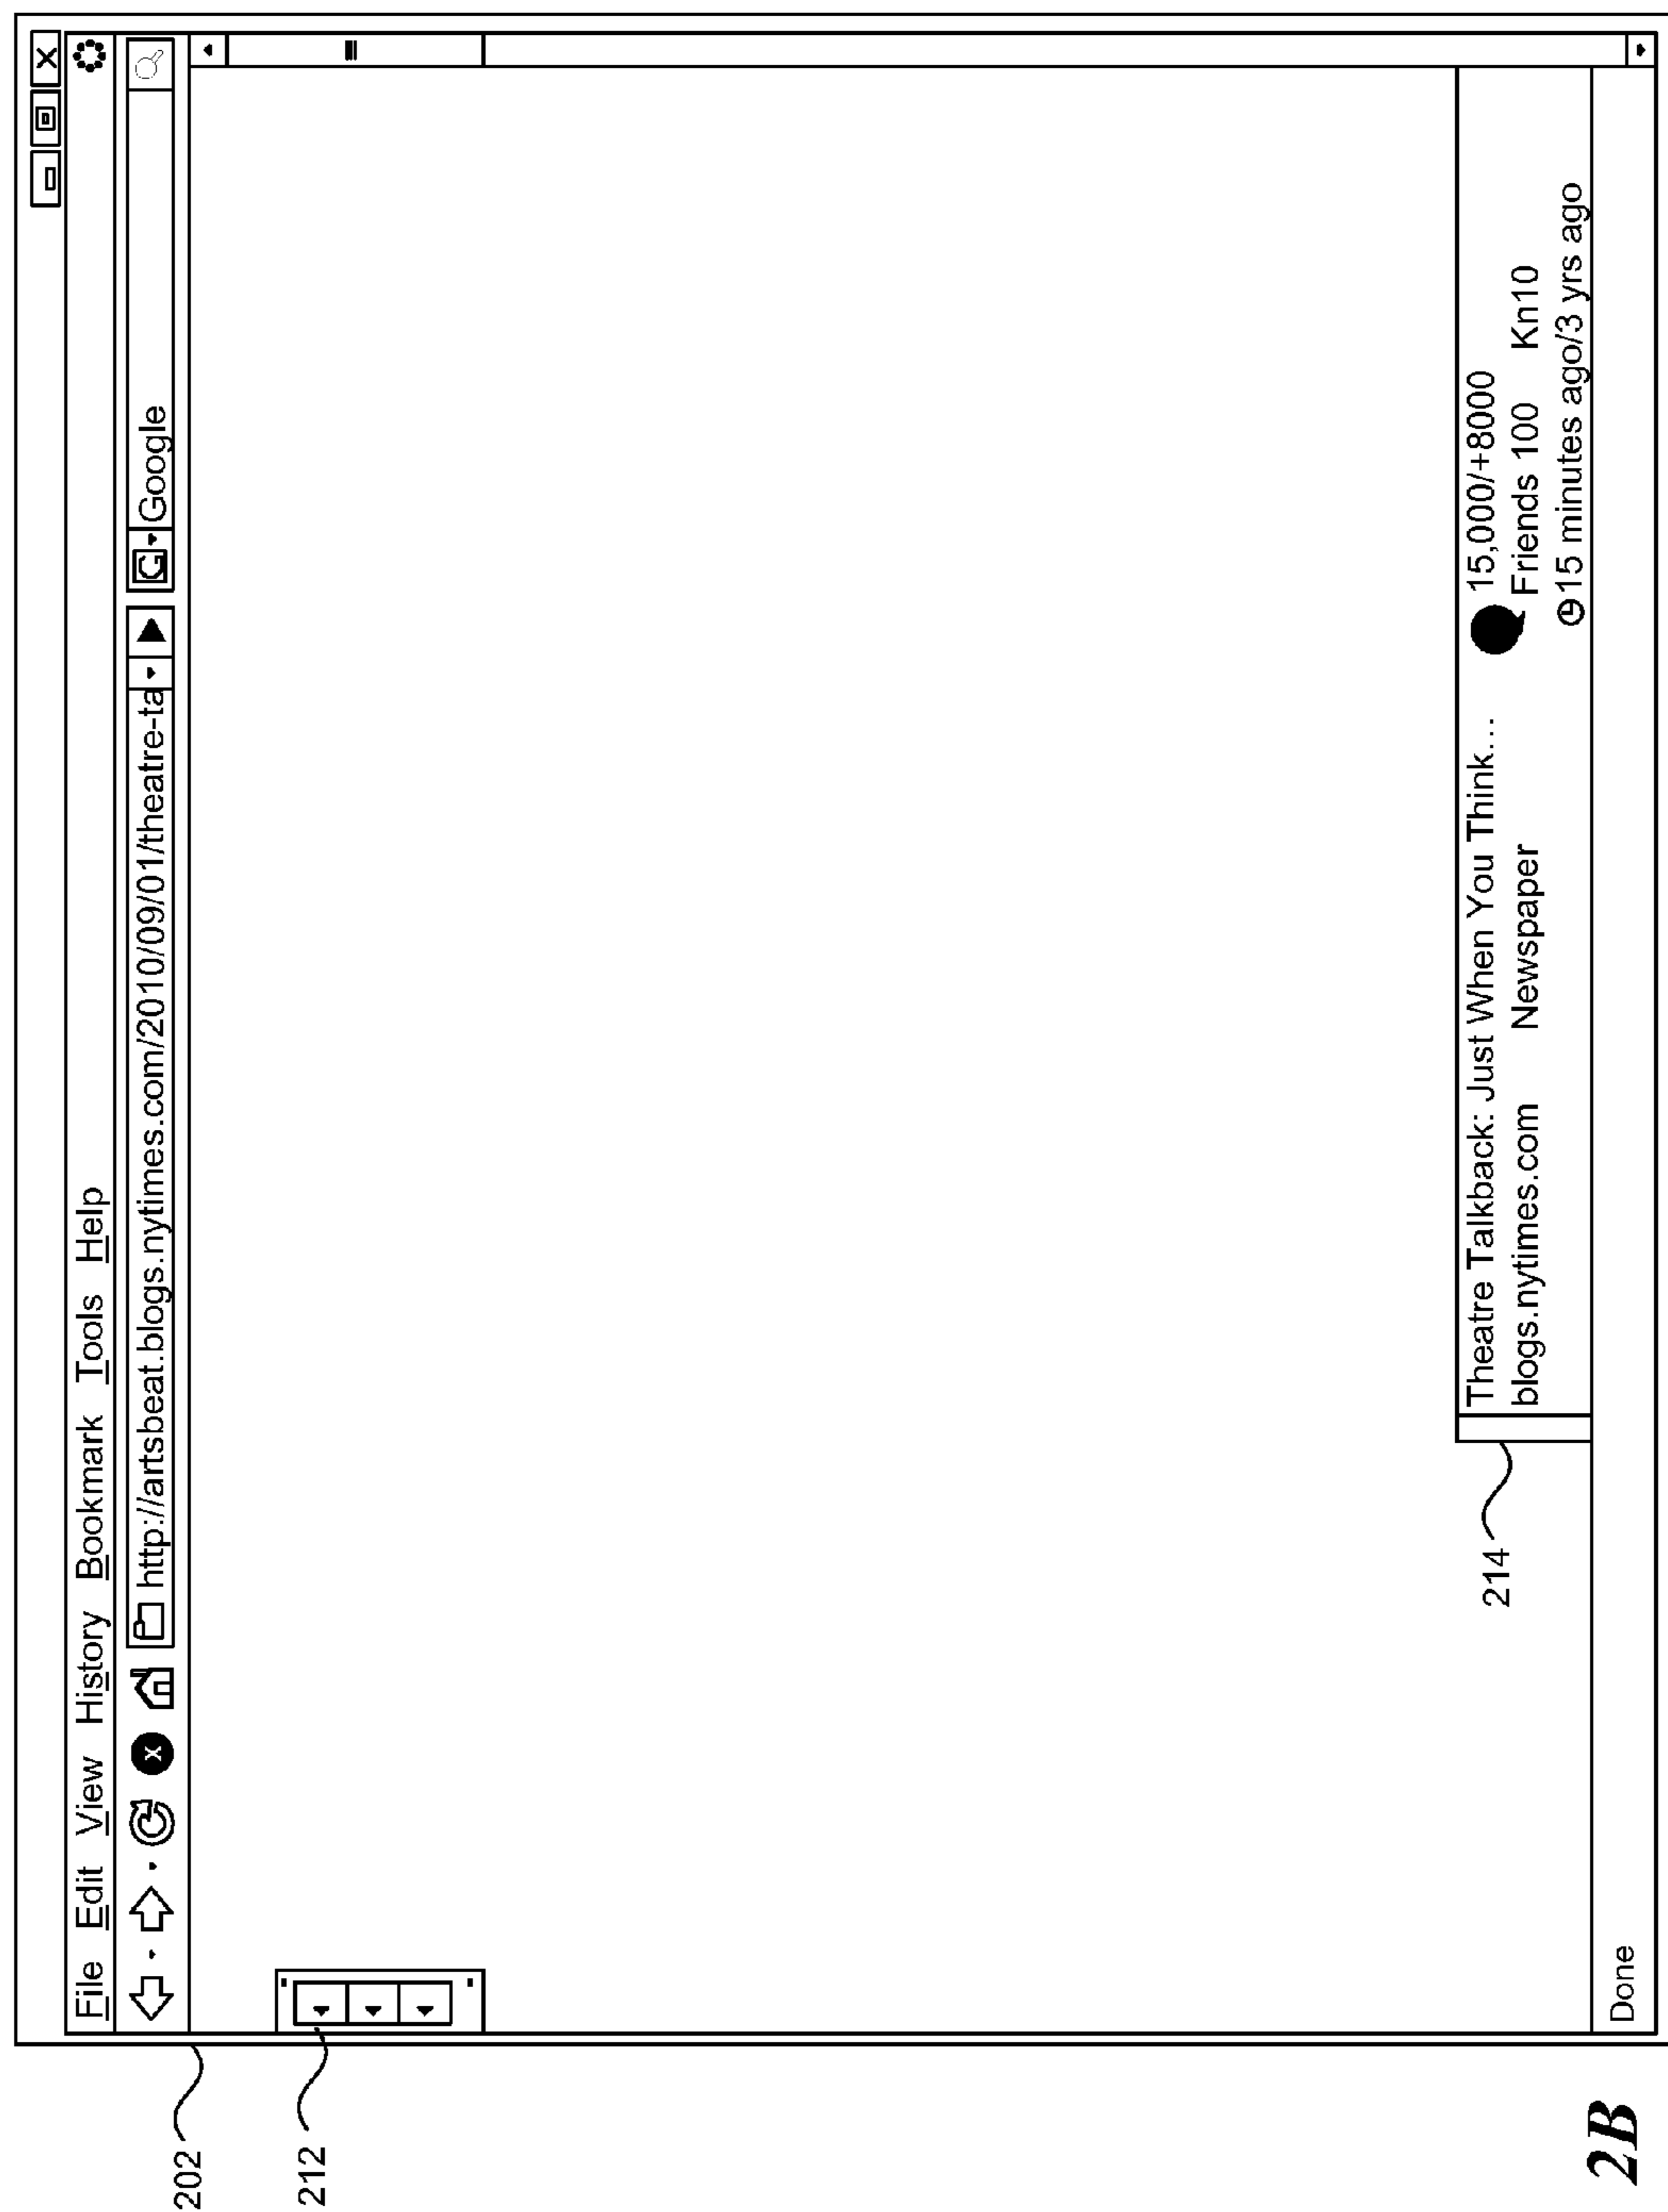 File Edit View History Bookmark Tools Help
http://artsbeat.blogs.nytimes.com/2010/09/01/theatre-ta
G Google
202
212
214
Theatre Talkback: Just When You Think...
blogs.nytimes.com Newspaper
15,000/+8000
Friends 100 Kn10
15 minutes ago/3 yrs ago
Done
2B